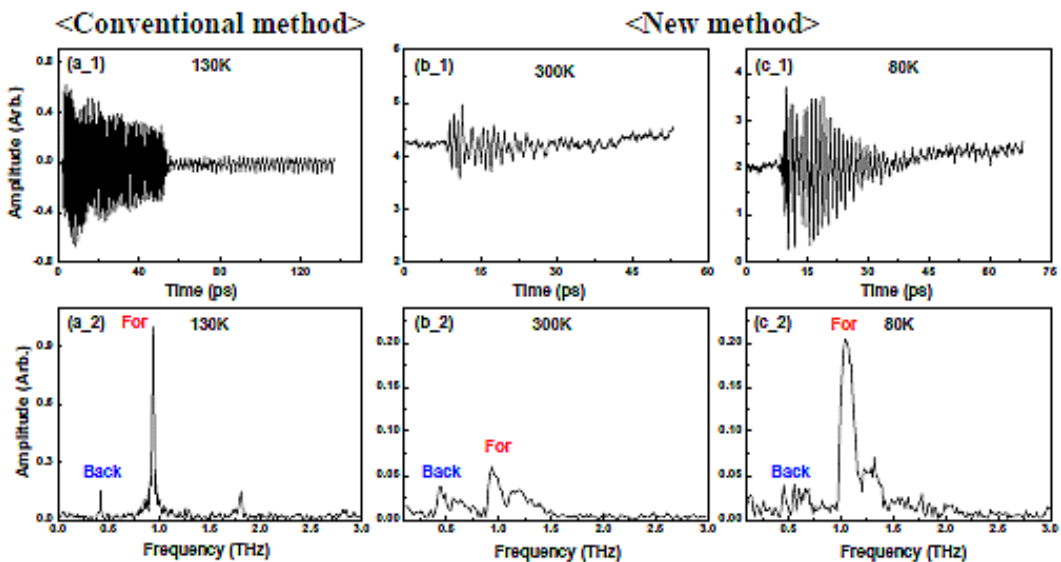 <Conventional method>
<New method>
(a_1) 130K
(b_1) 300K
(c_1) 80K
Amplitude (Arb.)
0.8
0.4
0.0
-0.4
-0.8
0 40 80 120
Time (ps)
6
5
4
3
2
0 15 30 45 60
Time (ps)
4
3
2
1
0
0 15 30 45 60 75
Time (ps)
(a_2) For 130K
(b_2) 300K
(c_2) For 80K
Amplitude (Arb.)
0.9
0.6
0.3
0.0
Back
0.0 0.5 1.0 1.5 2.0 2.5 3.0
Frequency (THz)
0.20
0.15
0.10
0.05
0.00
Back For
0.5 1.0 1.5 2.0 2.5 3.0
Frequency (THz)
0.20
0.15
0.10
0.05
0.00
Back
0.5 1.0 1.5 2.0 2.5 3.0
Frequency (THz)